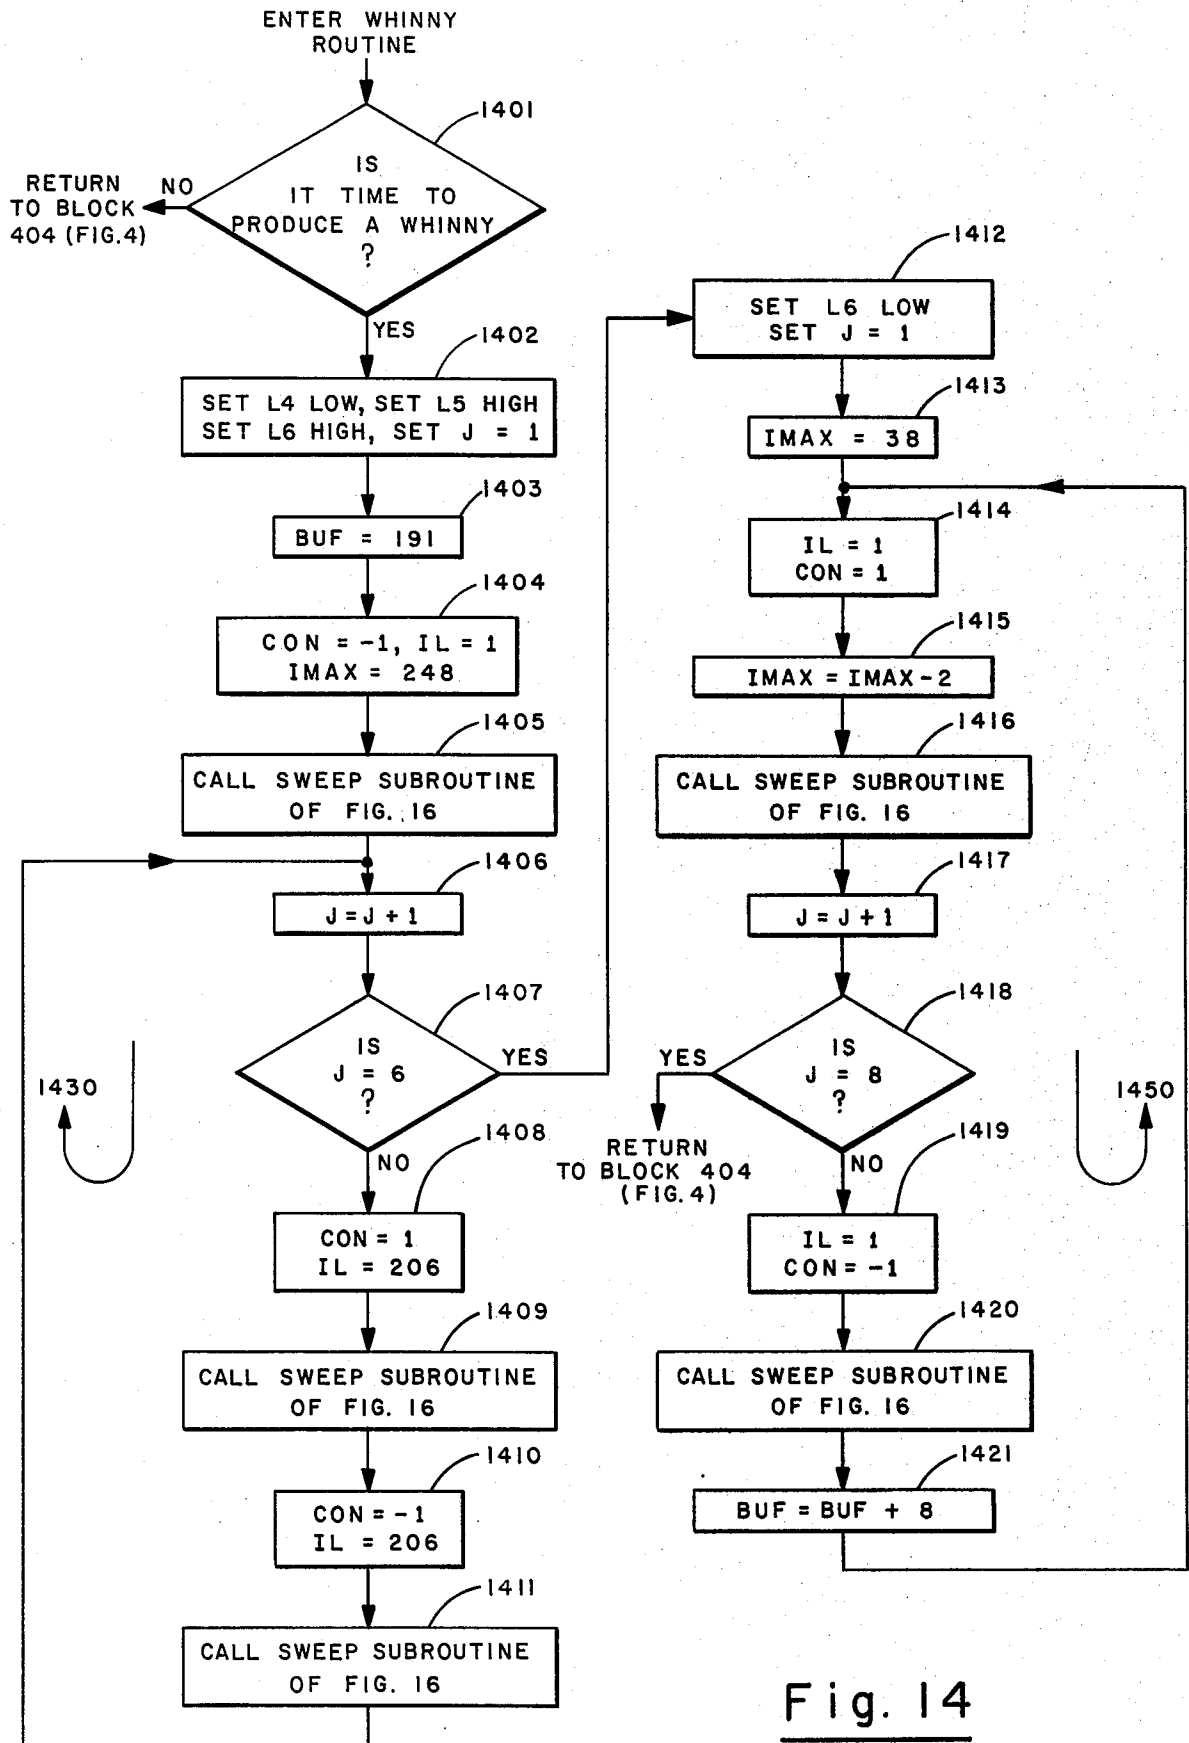 ENTER WHINNY
ROUTINE
1401
IS
IT TIME TO
PRODUCE A WHINNY
?
NO
RETURN
TO BLOCK
404 (FIG.4)
YES
1402
SET L4 LOW, SET L5 HIGH
SET L6 HIGH, SET J = 1
1403
BUF = 191
1404
CON = -1, IL = 1
IMAX = 248
1405
CALL SWEEP SUBROUTINE
OF FIG. 16
1406
J = J + 1
1407
IS
J = 6
?
YES
NO
1430
1408
CON = 1
IL = 206
1409
CALL SWEEP SUBROUTINE
OF FIG. 16
1410
CON = -1
IL = 206
1411
CALL SWEEP SUBROUTINE
OF FIG. 16
1412
SET L6 LOW
SET J = 1
1413
IMAX = 38
1414
IL = 1
CON = 1
1415
IMAX = IMAX - 2
1416
CALL SWEEP SUBROUTINE
OF FIG. 16
1417
J = J + 1
1418
IS
J = 8
?
YES
RETURN
TO BLOCK 404
(FIG.4)
NO
1450
1419
IL = 1
CON = -1
1420
CALL SWEEP SUBROUTINE
OF FIG. 16
1421
BUF = BUF + 8
Fig. 14